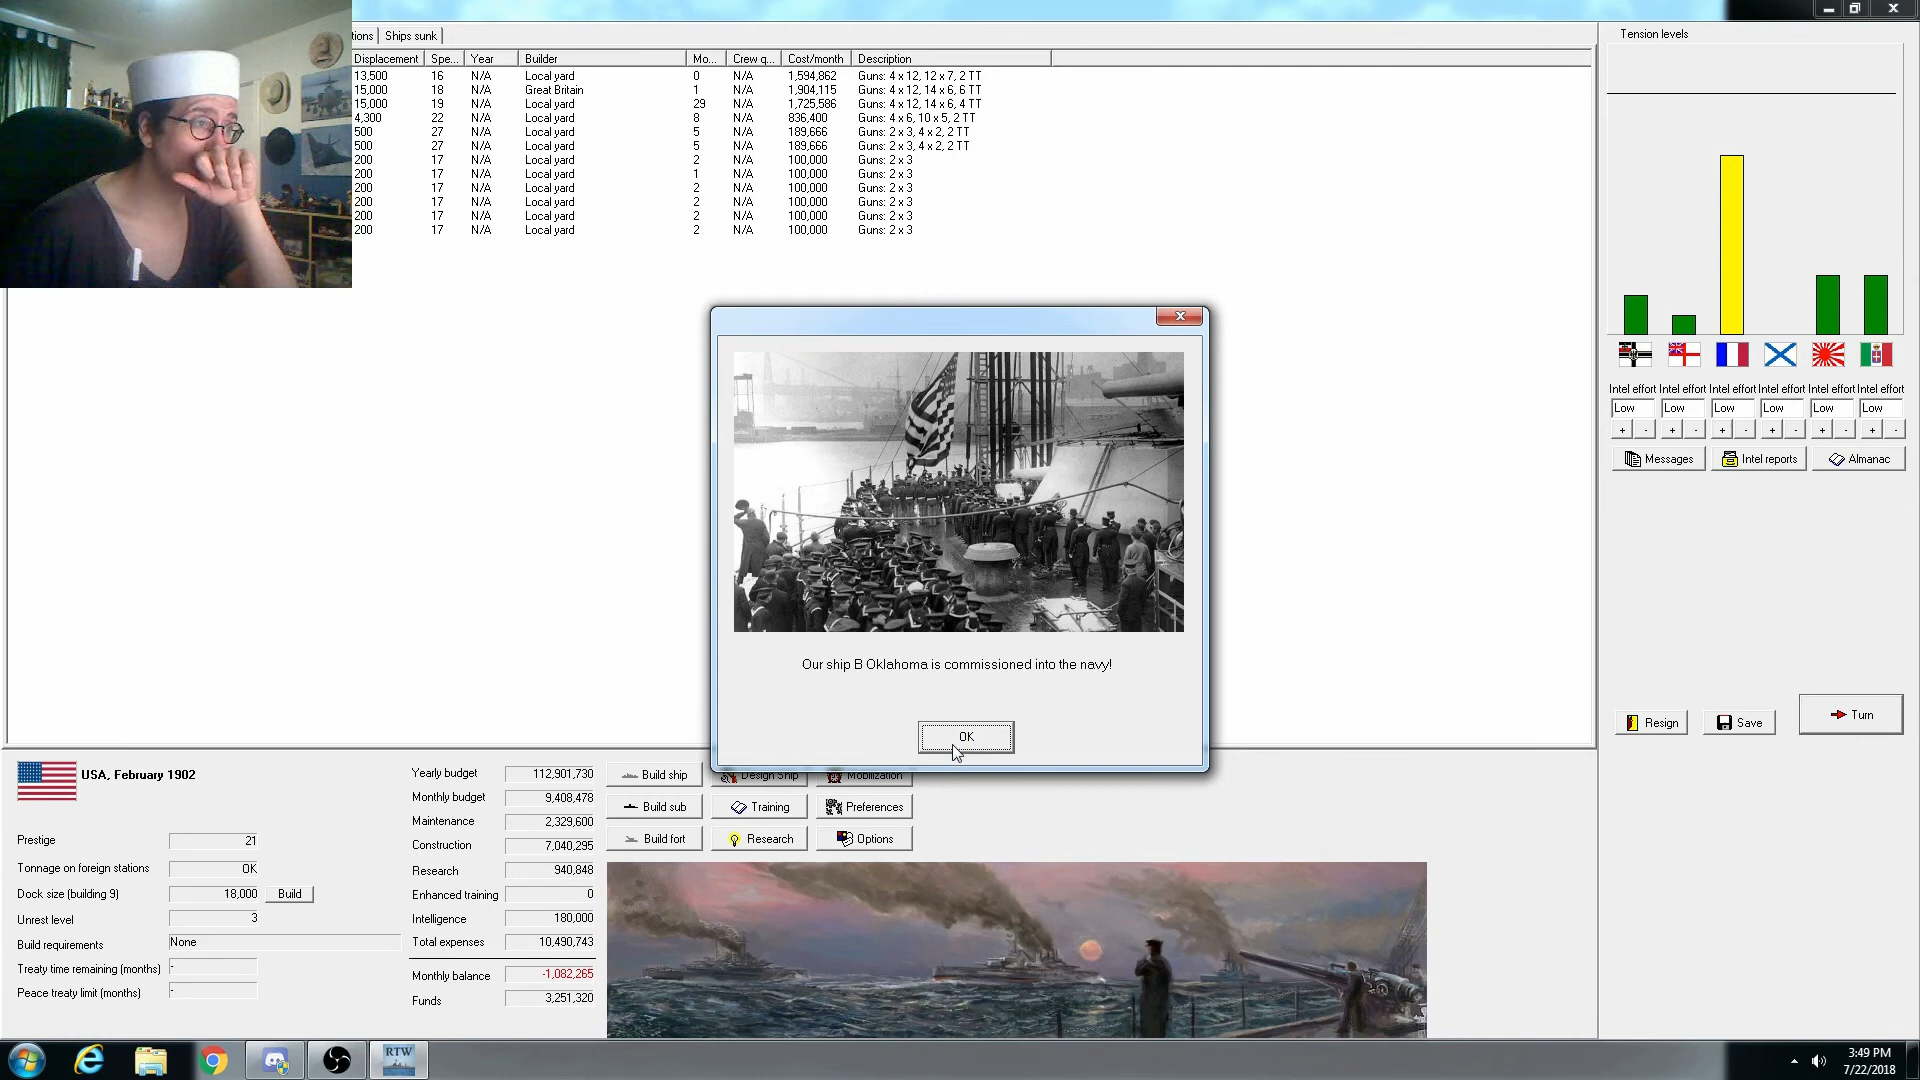 tions
Ships sunk
Tension levels
Displacement Spe... Year Builder Mo... Crew q... Cost/month Description
13,500 16 N/A Local yard 0 N/A 1,594,862 Guns: 4 x 12, 12 x 7, 2 TT
15,000 18 N/A Great Britain 1 N/A 1,904,115 Guns: 4 x 12, 14 x 6, 6 TT
15,000 19 N/A Local yard 29 N/A 1,725,586 Guns: 4 x 12, 14 x 6, 4 TT
4,300 22 N/A Local yard 8 N/A 836,400 Guns: 4 x 6, 10 x 5, 2 TT
500 27 N/A Local yard 5 N/A 189,666 Guns: 2 x 3, 4 x 2, 2 TT
500 27 N/A Local yard 5 N/A 189,666 Guns: 2 x 3, 4 x 2, 2 TT
200 17 N/A Local yard 2 N/A 100,000 Guns: 2 x 3
200 17 N/A Local yard 1 N/A 100,000 Guns: 2 x 3
200 17 N/A Local yard 2 N/A 100,000 Guns: 2 x 3
200 17 N/A Local yard 2 N/A 100,000 Guns: 2 x 3
200 17 N/A Local yard 2 N/A 100,000 Guns: 2 x 3
200 17 N/A Local yard 2 N/A 100,000 Guns: 2 x 3
Intel effort Intel effort Intel effort Intel effort Intel effort Intel effort
Low Low Low Low Low Low
+ - + - + - + - + - + -
Messages Intel reports Almanac
Our ship B Oklahoma is commissioned into the navy!
OK
Resign Save Turn
USA, February 1902
Prestige 21
Tonnage on foreign stations OK
Dock size (building 9) 18,000 Build
Unrest level 3
Build requirements None
Treaty time remaining (months) -
Peace treaty limit (months) -
Yearly budget 112,901,730
Monthly budget 9,408,478
Maintenance 2,329,600
Construction 7,040,295
Research 940,848
Enhanced training 0
Intelligence 180,000
Total expenses 10,490,743
Monthly balance -1,082,265
Funds 3,251,320
Build ship Design Ship Mobilization
Build sub Training Preferences
Build fort Research Options
RTW
3:49 PM
7/22/2018